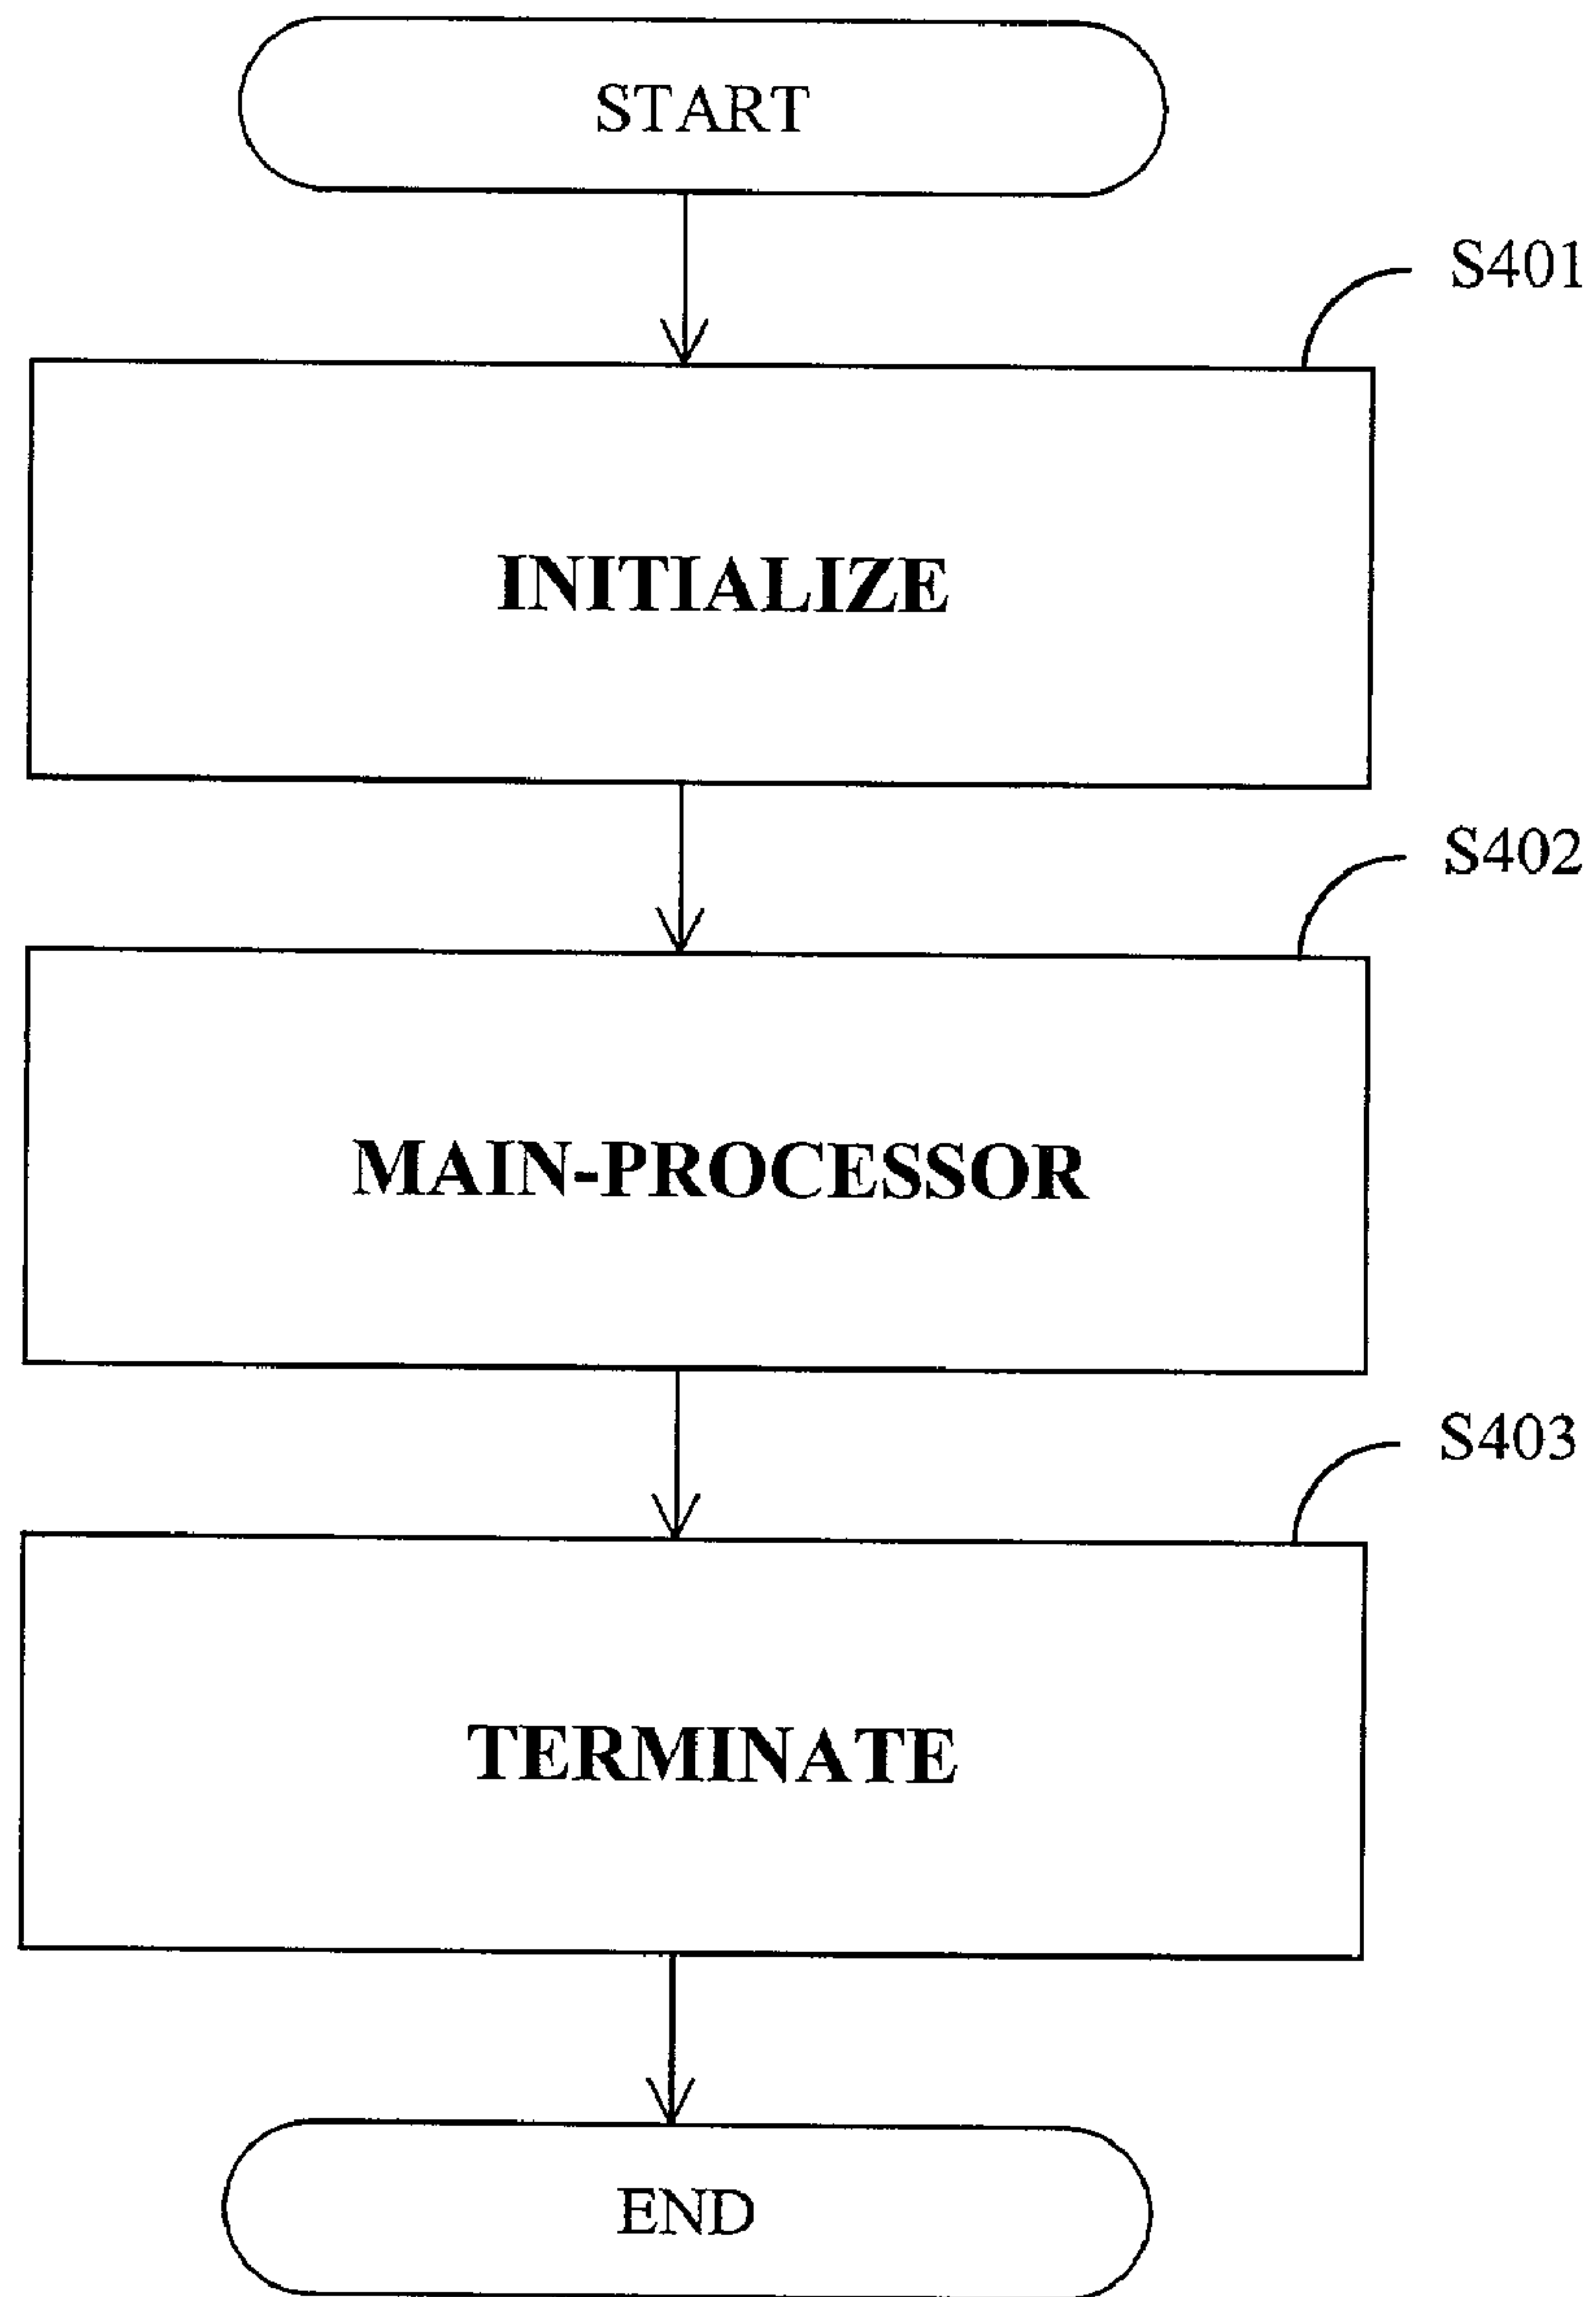 START
S401
INITIALIZE
S402
MAIN-PROCESSOR
S403
TERMINATE
END